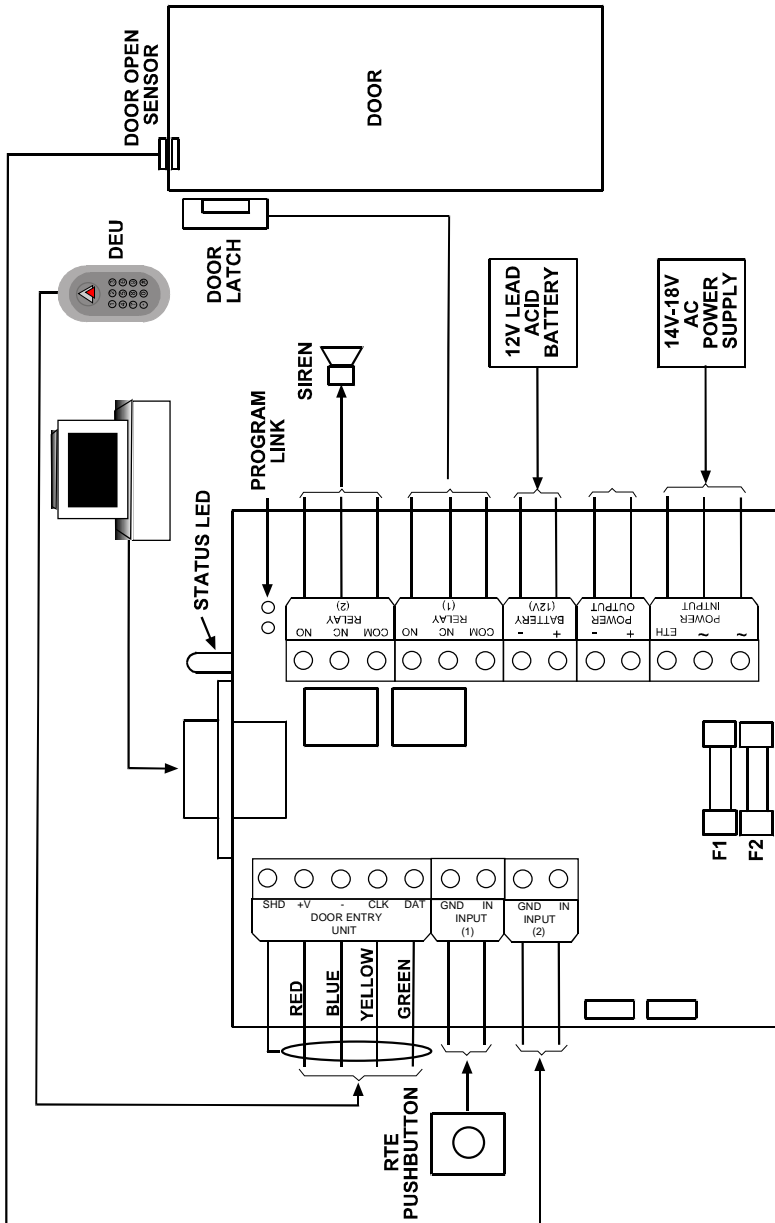 DOOR OPEN
SENSOR
DOOR
DEU
DOOR
LATCH
SIREN
12V LEAD
ACID
BATTERY
14V-18V
AC
POWER
SUPPLY
PROGRAM
LINK
STATUS LED
NO
NC
COM
RELAY
(2)
NO
NC
COM
RELAY
(1)
-
+
BATTERY
(12V)
-
+
POWER
OUTPUT
ETH
~
~
POWER
INTPUT
F1
F2
SHD
+V
-
CLK
DAT
DOOR ENTRY
UNIT
GND
IN
INPUT
(1)
GND
IN
INPUT
(2)
RED
BLUE
YELLOW
GREEN
RTE
PUSHBUTTON